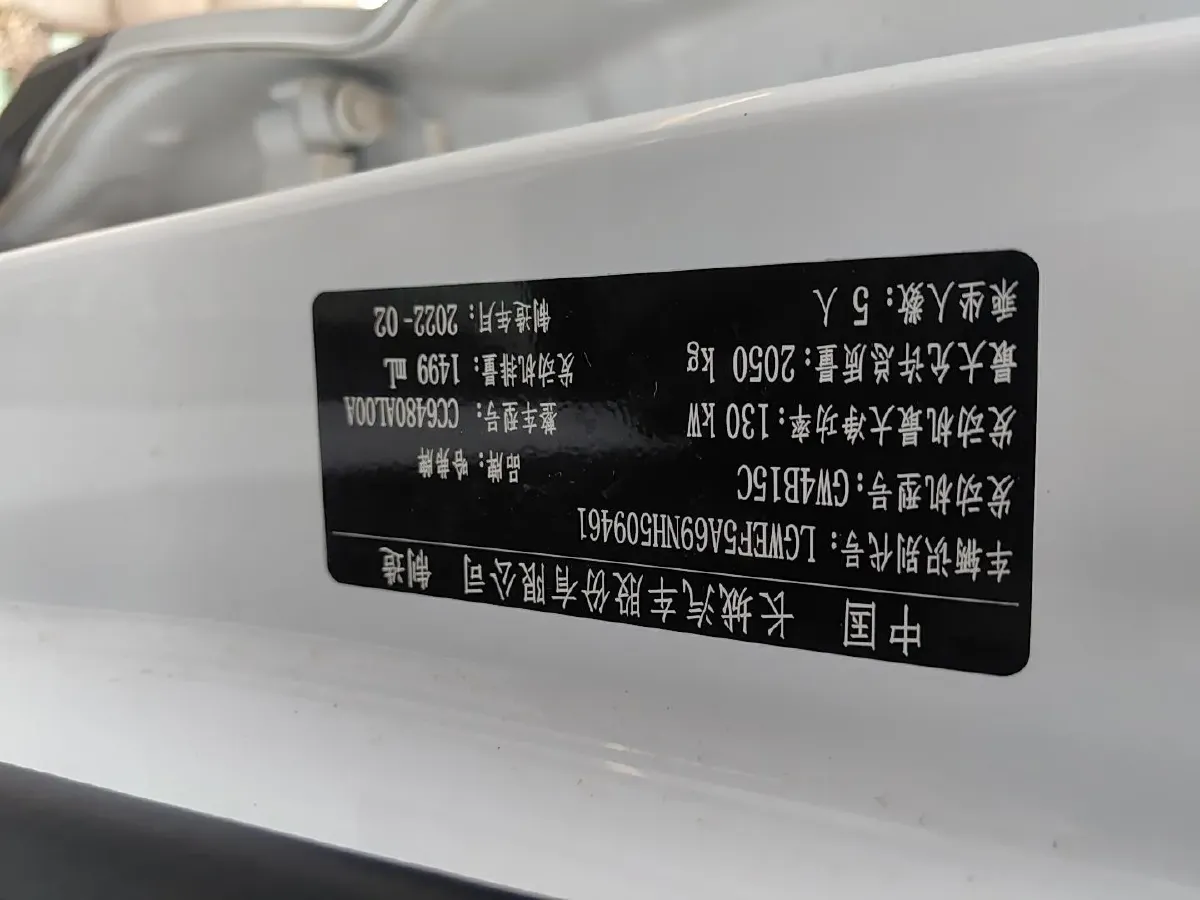 中国 长城汽车股份有限公司 制造
车辆识别代号：LGWEF5A69NH509461
发动机型号：GW4B15C 品牌：哈弗牌
发动机最大净功率：130 kW 整车型号：CC6480AL00A
最大允许总质量：2050 kg 发动机排量：1499 mL
乘坐人数：5 人 制造年月：2022-02